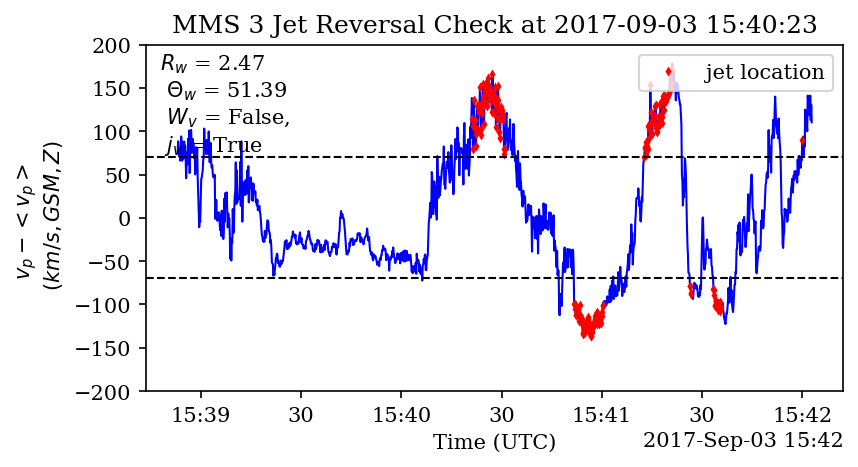 MMS 3 Jet Reversal Check at 2017-09-03 15:40:23
R_w = 2.47
Θ_w = 51.39
W_v = False,
j_v = True
jet location
v_p − <v_p>
(km/s, GSM, Z)
200
150
100
50
0
−50
−100
−150
−200
15:39 30 15:40 30 15:41 30 15:42
Time (UTC)
2017-Sep-03 15:42